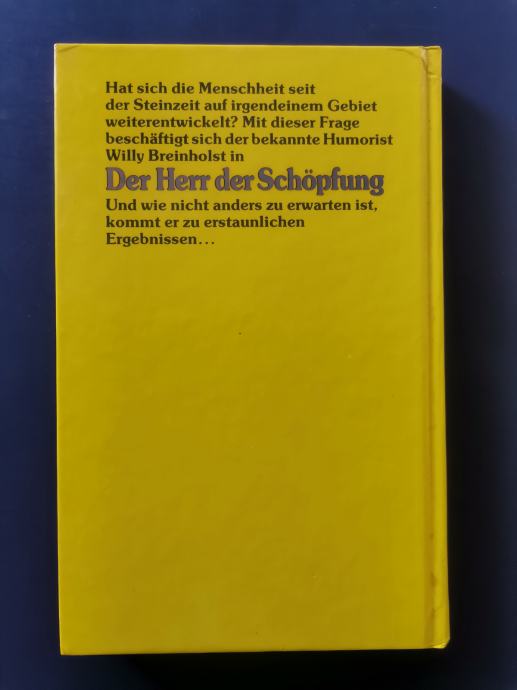 Hat sich die Menschheit seit
der Steinzeit auf irgendeinem Gebiet
weiterentwickelt? Mit dieser Frage
beschäftigt sich der bekannte Humorist
Willy Breinholst in
Der Herr der Schöpfung
Und wie nicht anders zu erwarten ist,
kommt er zu erstaunlichen
Ergebnissen...